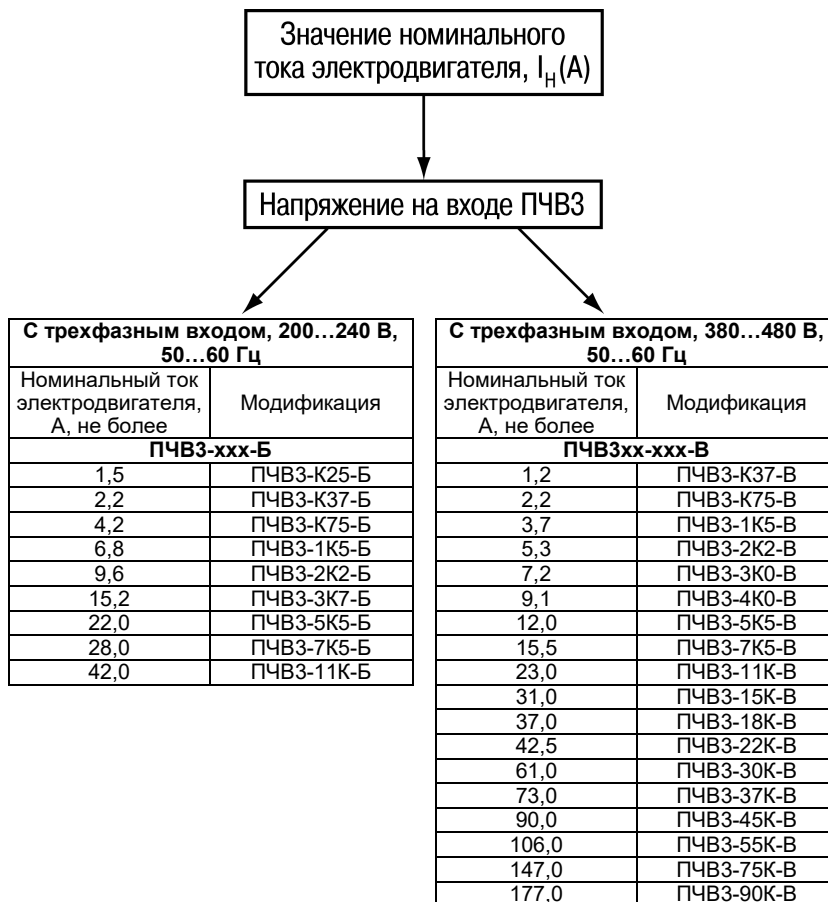 Значение номинального
тока электродвигателя, Iн(А)
Напряжение на входе ПЧВ3
С трехфазным входом, 200…240 В,
50…60 Гц
Номинальный ток
электродвигателя,
А, не более
Модификация
ПЧВ3-xxx-Б
1,5 ПЧВ3-К25-Б
2,2 ПЧВ3-К37-Б
4,2 ПЧВ3-К75-Б
6,8 ПЧВ3-1К5-Б
9,6 ПЧВ3-2К2-Б
15,2 ПЧВ3-3К7-Б
22,0 ПЧВ3-5К5-Б
28,0 ПЧВ3-7К5-Б
42,0 ПЧВ3-11К-Б
С трехфазным входом, 380…480 В,
50…60 Гц
Номинальный ток
электродвигателя,
А, не более
Модификация
ПЧВ3xx-xxx-В
1,2 ПЧВ3-К37-В
2,2 ПЧВ3-К75-В
3,7 ПЧВ3-1К5-В
5,3 ПЧВ3-2К2-В
7,2 ПЧВ3-3К0-В
9,1 ПЧВ3-4К0-В
12,0 ПЧВ3-5К5-В
15,5 ПЧВ3-7К5-В
23,0 ПЧВ3-11К-В
31,0 ПЧВ3-15К-В
37,0 ПЧВ3-18К-В
42,5 ПЧВ3-22К-В
61,0 ПЧВ3-30К-В
73,0 ПЧВ3-37К-В
90,0 ПЧВ3-45К-В
106,0 ПЧВ3-55К-В
147,0 ПЧВ3-75К-В
177,0 ПЧВ3-90К-В